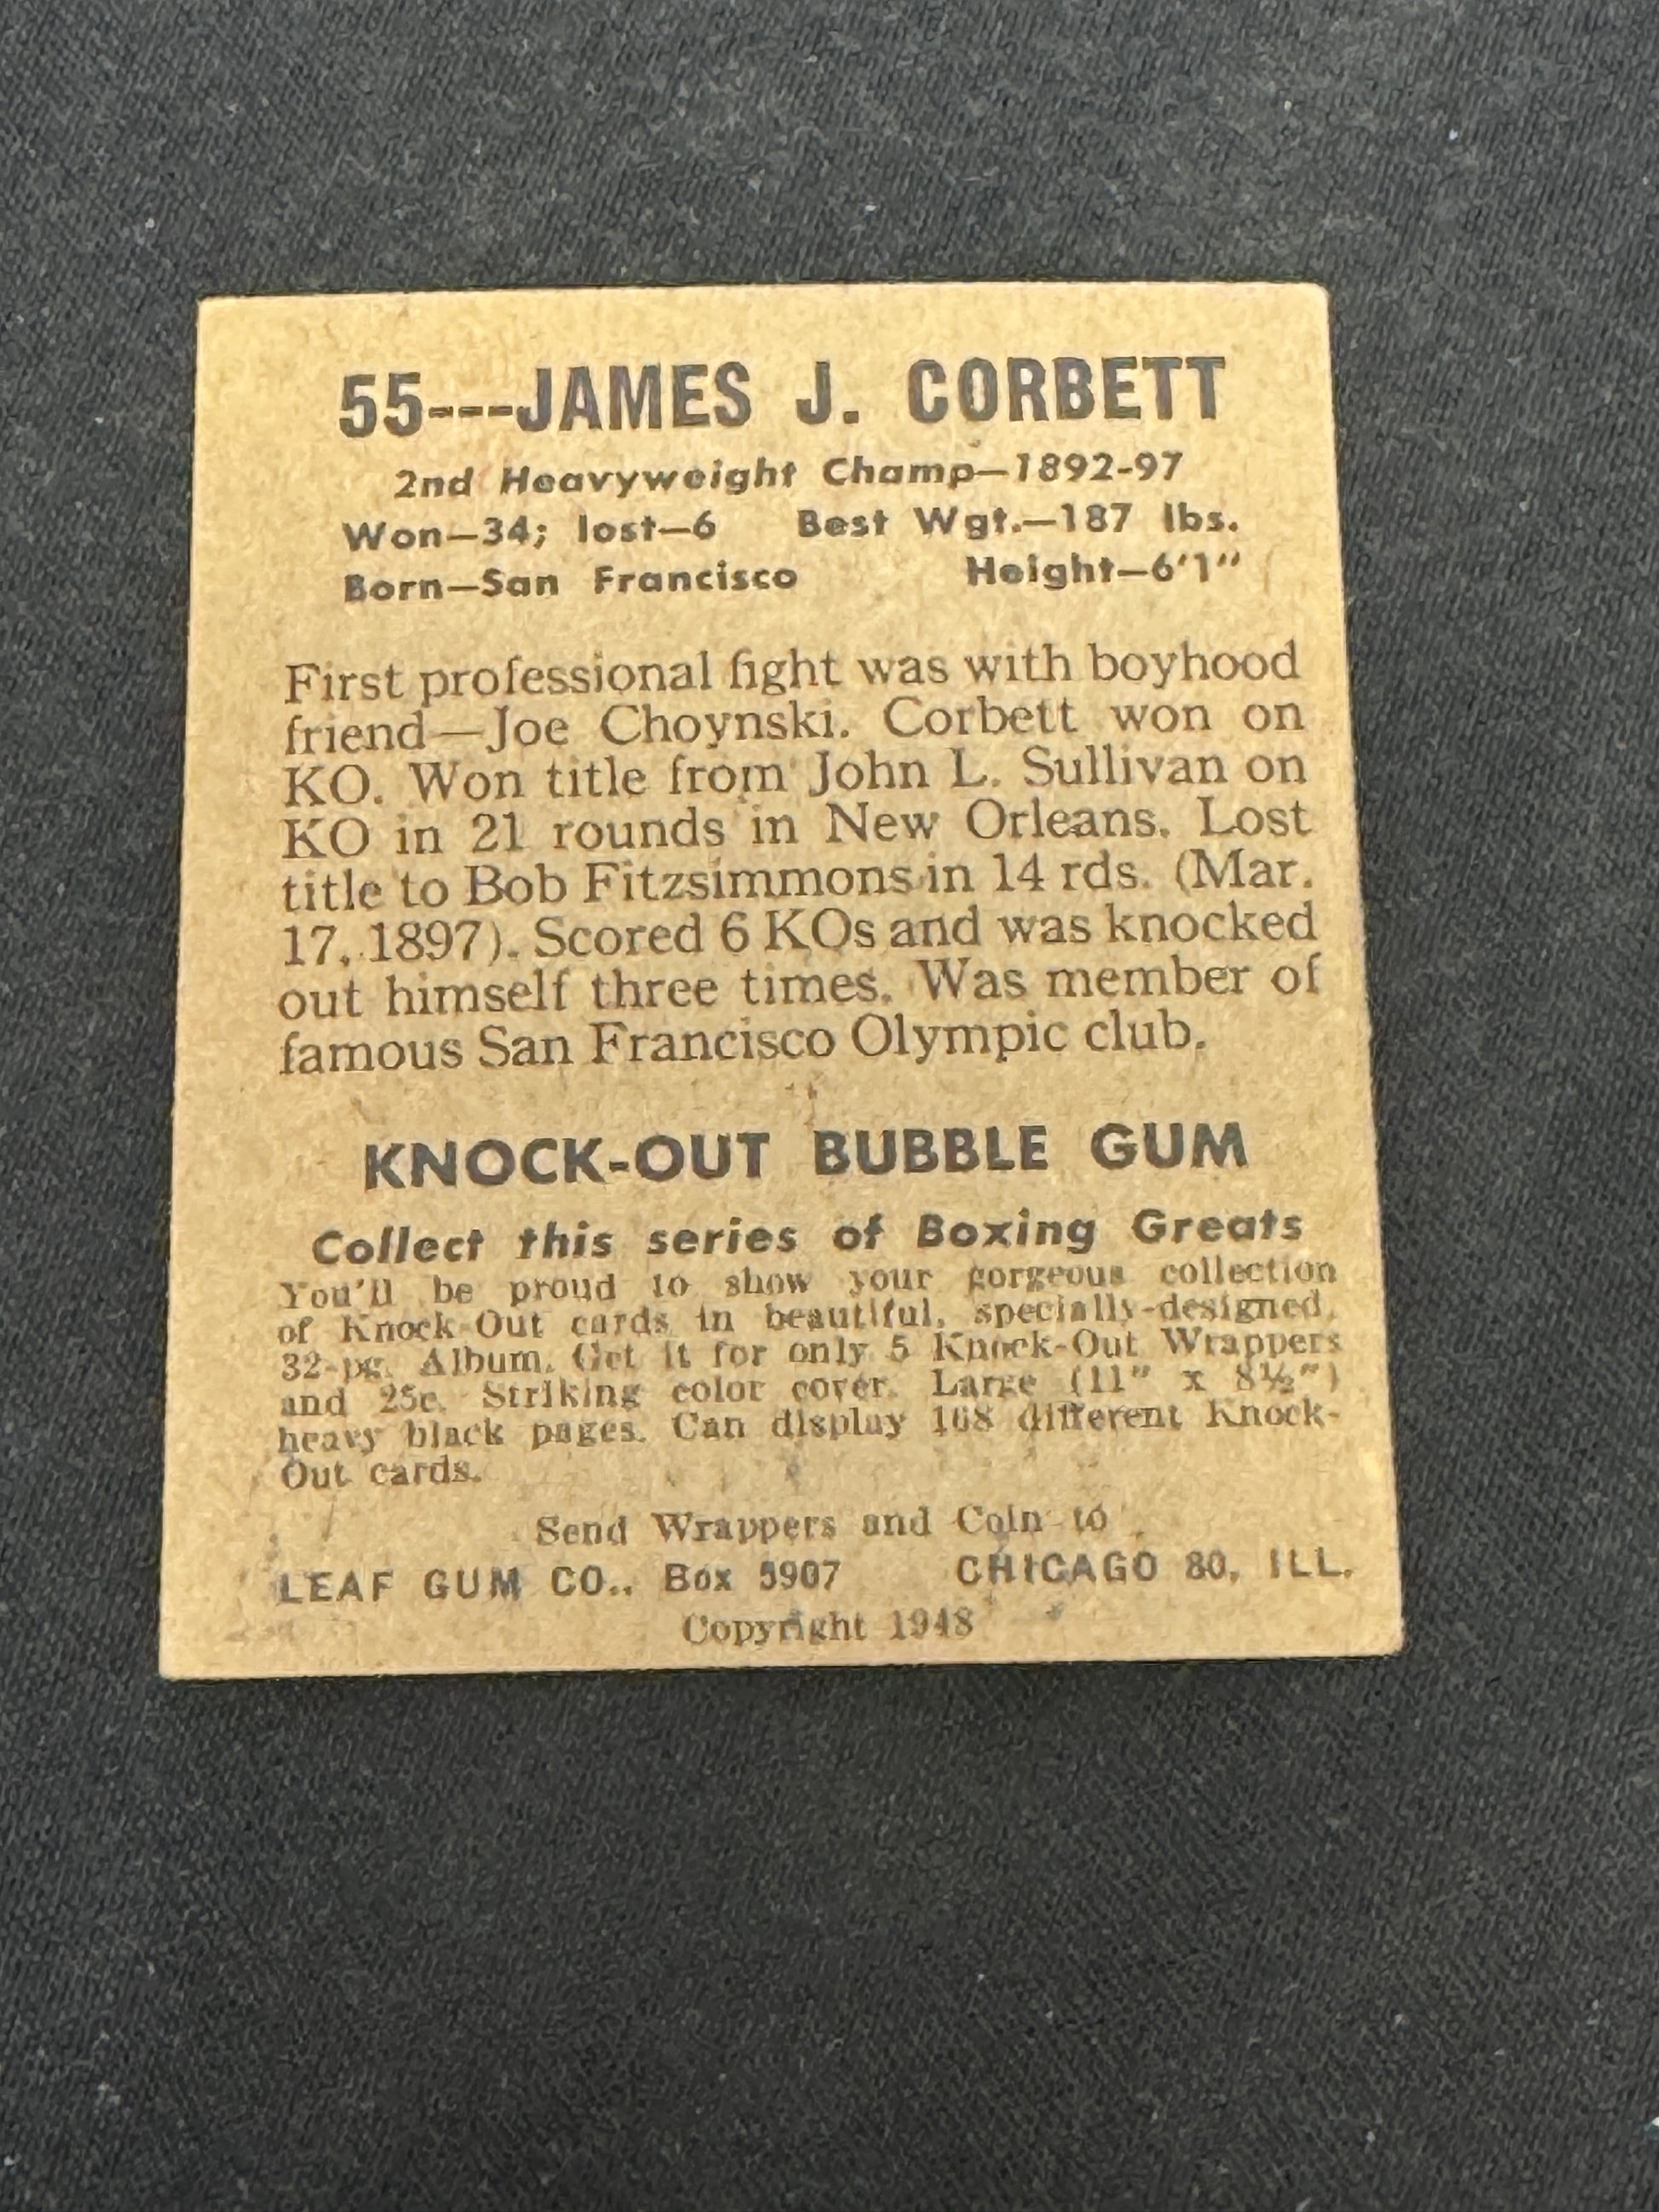 55---JAMES J. CORBETT
2nd Heavyweight Champ—1892-97
Won—34; lost—6 Best Wgt.—187 lbs.
Born—San Francisco Height—6'1"
First professional fight was with boyhood
friend—Joe Choynski. Corbett won on
KO. Won title from John L. Sullivan on
KO in 21 rounds in New Orleans. Lost
title to Bob Fitzsimmons in 14 rds. (Mar.
17, 1897). Scored 6 KOs and was knocked
out himself three times. Was member of
famous San Francisco Olympic club.
KNOCK-OUT BUBBLE GUM
Collect this series of Boxing Greats
You'll be proud to show your gorgeous collection
of Knock-Out cards in beautiful, specially-designed,
32-pg. Album. Get it for only 5 Knock-Out Wrappers
and 25c. Striking color cover. Large (11" x 8½")
heavy black pages. Can display 168 different Knock-
Out cards.
Send Wrappers and Coin to
LEAF GUM CO., Box 5907 CHICAGO 80, ILL.
Copyright 1948